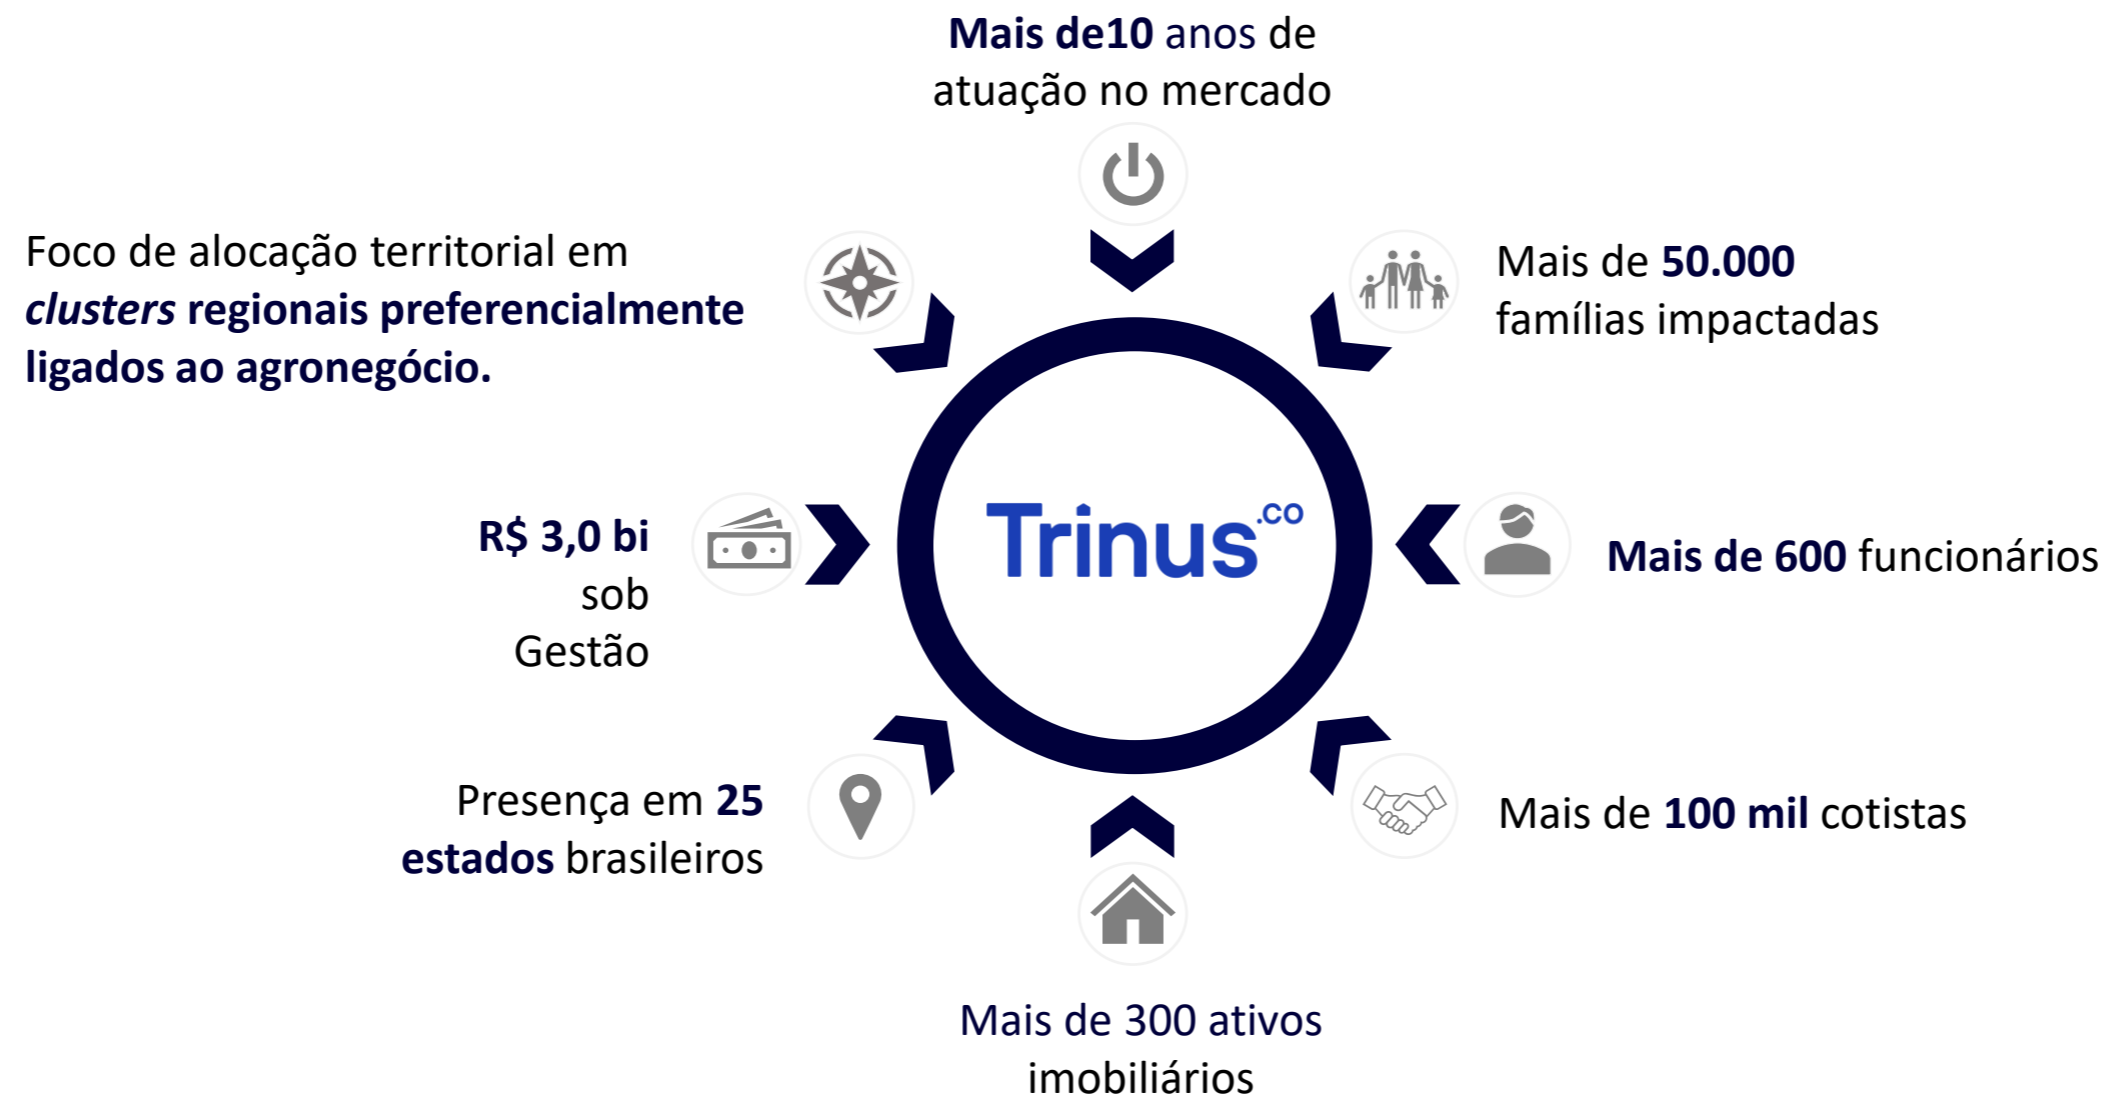 Mais de10 anos de
atuação no mercado
Foco de alocação territorial em
clusters regionais preferencialmente
ligados ao agronegócio.
Mais de 50.000
famílias impactadas
R$ 3,0 bi
sob
Gestão
Trinus.co
Mais de 600 funcionários
Presença em 25
estados brasileiros
Mais de 100 mil cotistas
Mais de 300 ativos
imobiliários